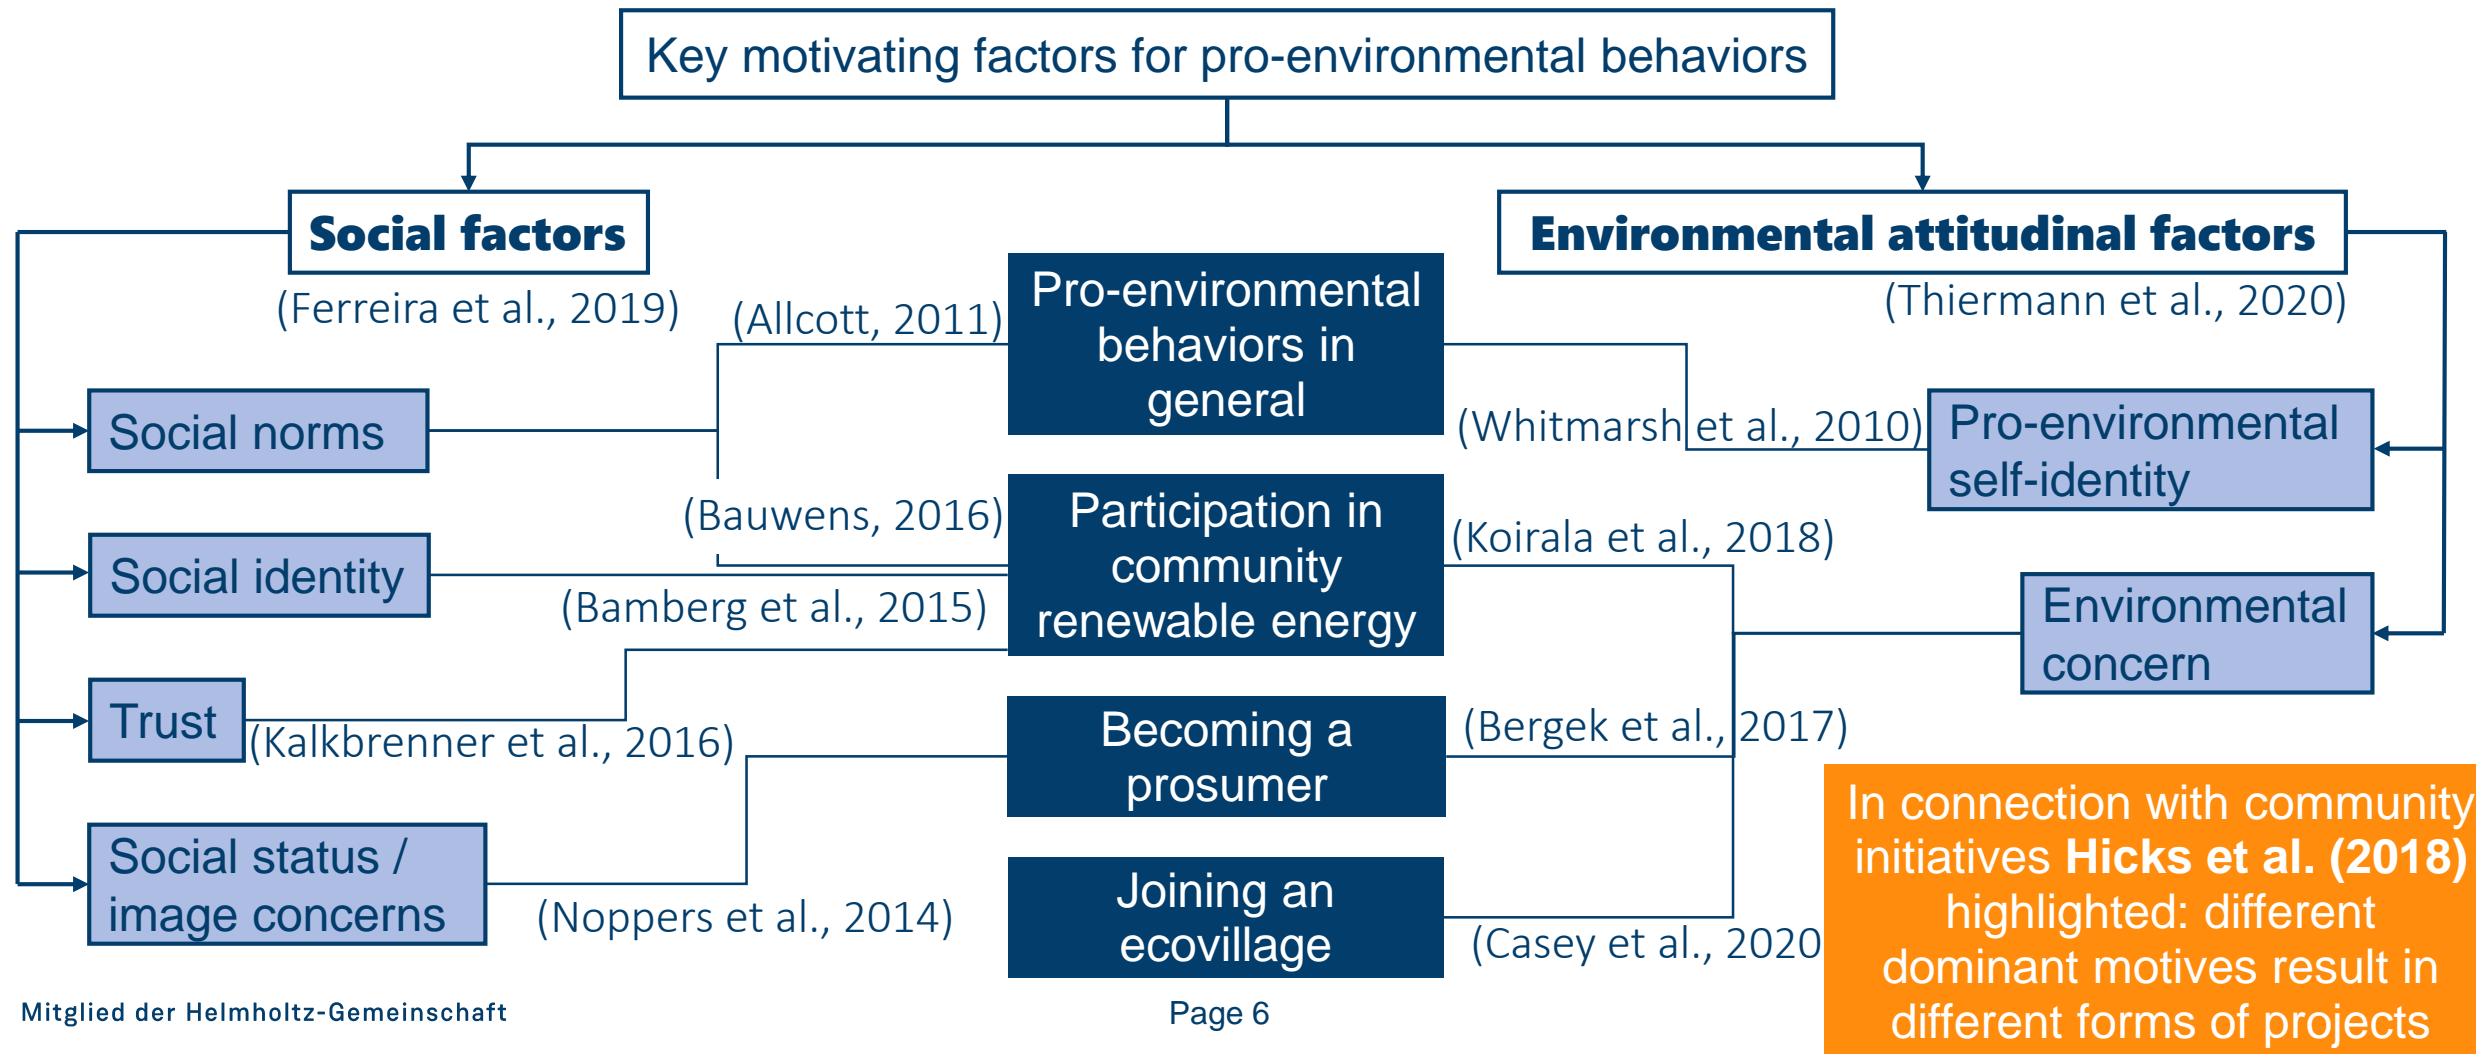 Key motivating factors for pro-environmental behaviors
Social factors
(Ferreira et al., 2019)
Environmental attitudinal factors
(Thiermann et al., 2020)
Social norms
Social identity
Trust
Social status /
image concerns
(Allcott, 2011)
(Bauwens, 2016)
(Bamberg et al., 2015)
(Kalkbrenner et al., 2016)
(Noppers et al., 2014)
Pro-environmental
behaviors in
general
Participation in
community
renewable energy
Becoming a
prosumer
Joining an
ecovillage
(Whitmarsh et al., 2010)
(Koirala et al., 2018)
(Bergek et al., 2017)
(Casey et al., 2020
Pro-environmental
self-identity
Environmental
concern
In connection with community
initiatives Hicks et al. (2018)
highlighted: different
dominant motives result in
different forms of projects
Mitglied der Helmholtz-Gemeinschaft
Page 6